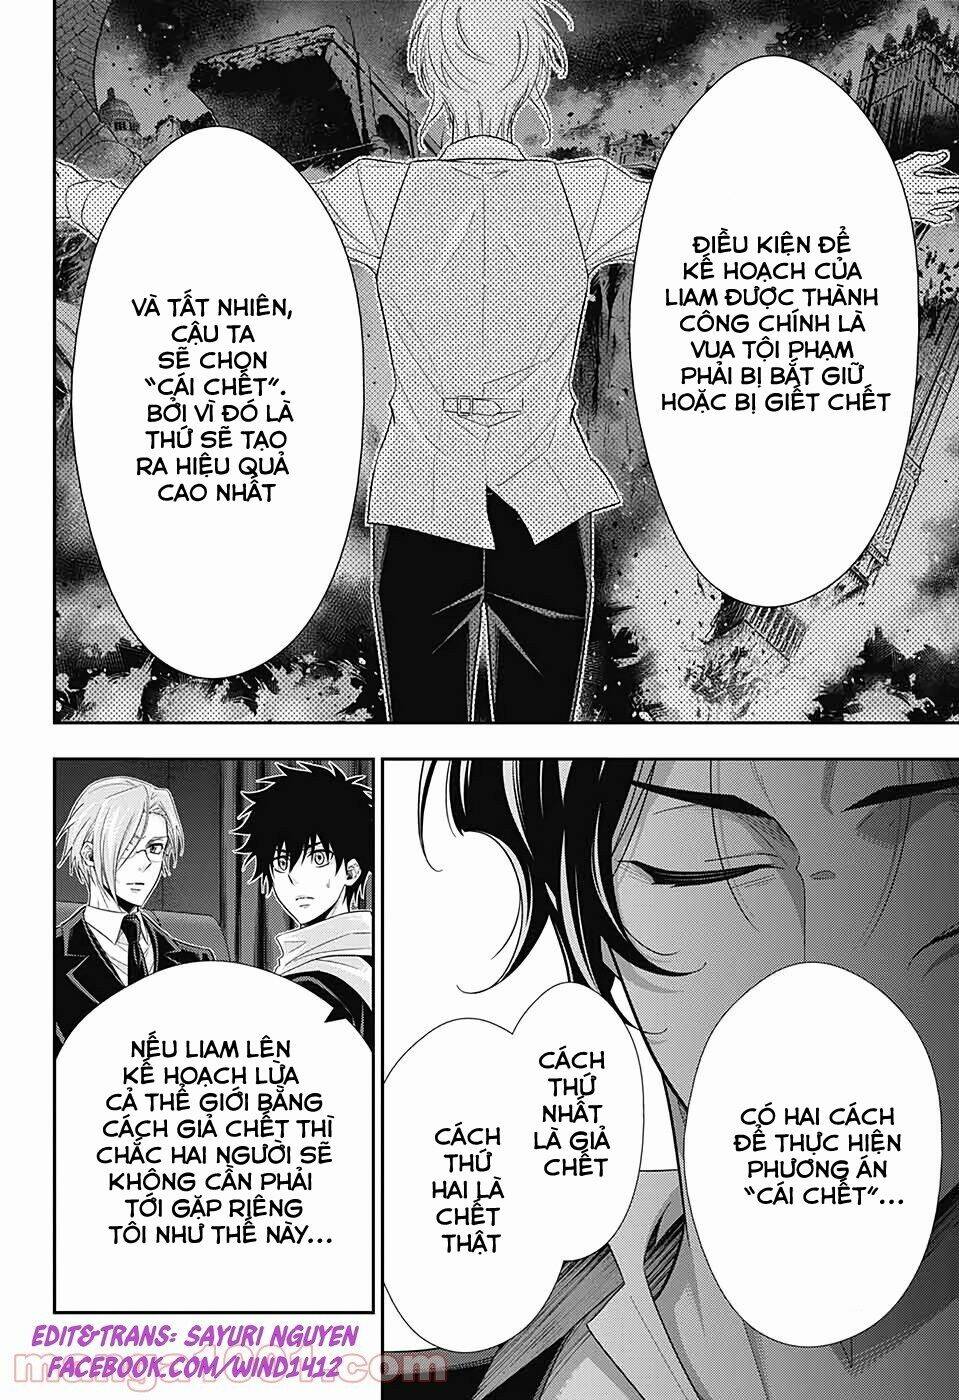 ĐIỀU KIỆN ĐỂ
KẾ HOẠCH CỦA
LIAM ĐƯỢC THÀNH
CÔNG CHÍNH LÀ
VUA TỘI PHẠM
PHẢI BỊ BẮT GIỮ
HOẶC BỊ GIẾT CHẾT
VÀ TẤT NHIÊN,
CẬU TA
SẼ CHỌN
"CÁI CHẾT".
BỞI VÌ ĐÓ LÀ
THỨ SẼ TẠO
RA HIỆU QUẢ
CAO NHẤT
CÓ HAI CÁCH
ĐỂ THỰC HIỆN
PHƯƠNG ÁN
"CÁI CHẾT"...
CÁCH
THỨ
NHẤT
LÀ GIẢ
CHẾT
CÁCH
THỨ
HAI LÀ
CHẾT
THẬT
NẾU LIAM LÊN
KẾ HOẠCH LỪA
CẢ THẾ GIỚI BẰNG
CÁCH GIẢ CHẾT THÌ
CHẮC HAI NGƯỜI SẼ
KHÔNG CẦN PHẢI
TỚI GẶP RIÊNG
TÔI NHƯ THẾ NÀY...
EDIT&TRANS: SAYURI NGUYEN
FACEBOOK.COM/WIND1412
manga1001.com